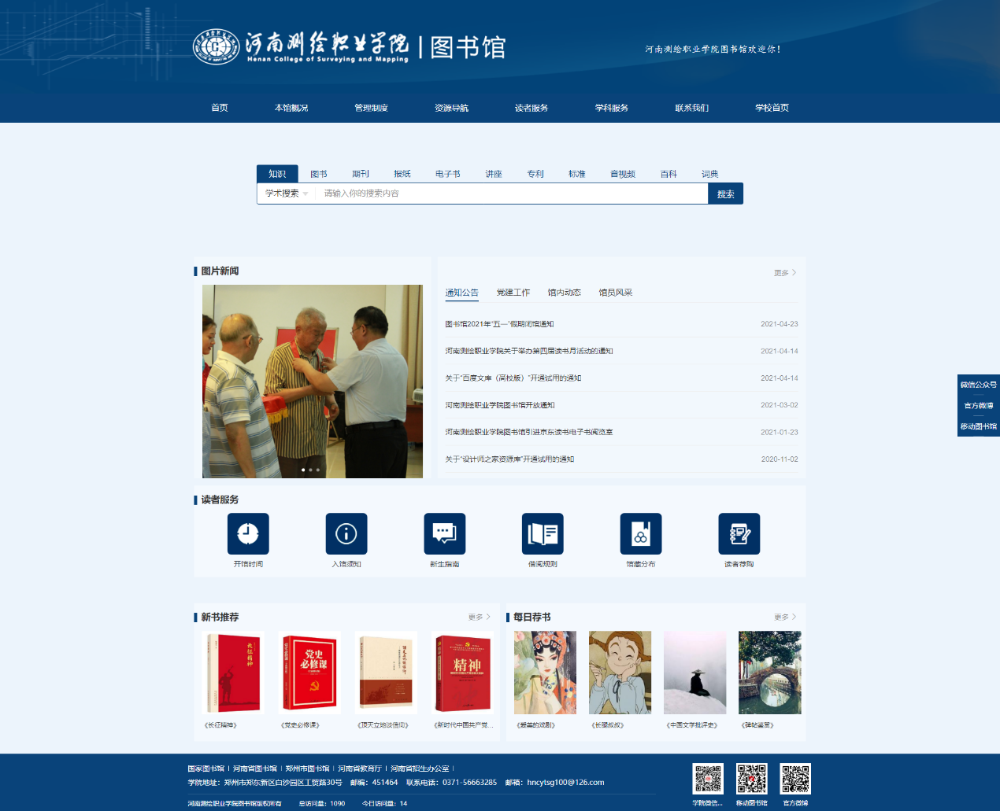 河南测绘职业学院 | 图书馆
Henan College of Surveying and Mapping
河南测绘职业学院图书馆欢迎你！
首页 本馆概况 管理制度 资源导航 读者服务 学科服务 联系我们 学校首页
知识 图书 期刊 报纸 电子书 讲座 专利 标准 音视频 百科 词典
学术搜索 请输入你的搜索内容 搜索
图片新闻
更多
通知公告 党建工作 馆内动态 馆员风采
图书馆2021年“五一”假期闭馆通知 2021-04-23
河南测绘职业学院关于举办第四届读书月活动的通知 2021-04-14
关于“百度文库（高校版）”开通试用的通知 2021-04-14
河南测绘职业学院图书馆开放通知 2021-03-02
河南测绘职业学院图书馆引进京东读书电子书阅览室 2021-01-23
关于“设计师之家资源库”开通试用的通知 2020-11-02
微信公众号
官方微博
移动图书馆
读者服务
开馆时间 入馆须知 新生指南 借阅规则 馆藏分布 读者荐购
新书推荐 更多
长征精神
党史必修课
精神
《长征精神》 《党史必修课》 《顶天立地谈信仰》 《新时代中国共产党...
每日荐书 更多
《爱美的戏剧》 《长腿叔叔》 《中国文学批评史》 《碑帖鉴赏》
国家图书馆 | 河南省图书馆 | 郑州市图书馆 | 河南省教育厅 | 河南省招生办公室 |
学院地址：郑州市郑东新区白沙园区工贸路30号 邮编：451464 联系电话：0371-56663285 邮箱：hncytsg100@126.com
河南测绘职业学院图书馆版权所有 总访问量：1090 今日访问量：14
学院微信... 移动图书馆 官方微博